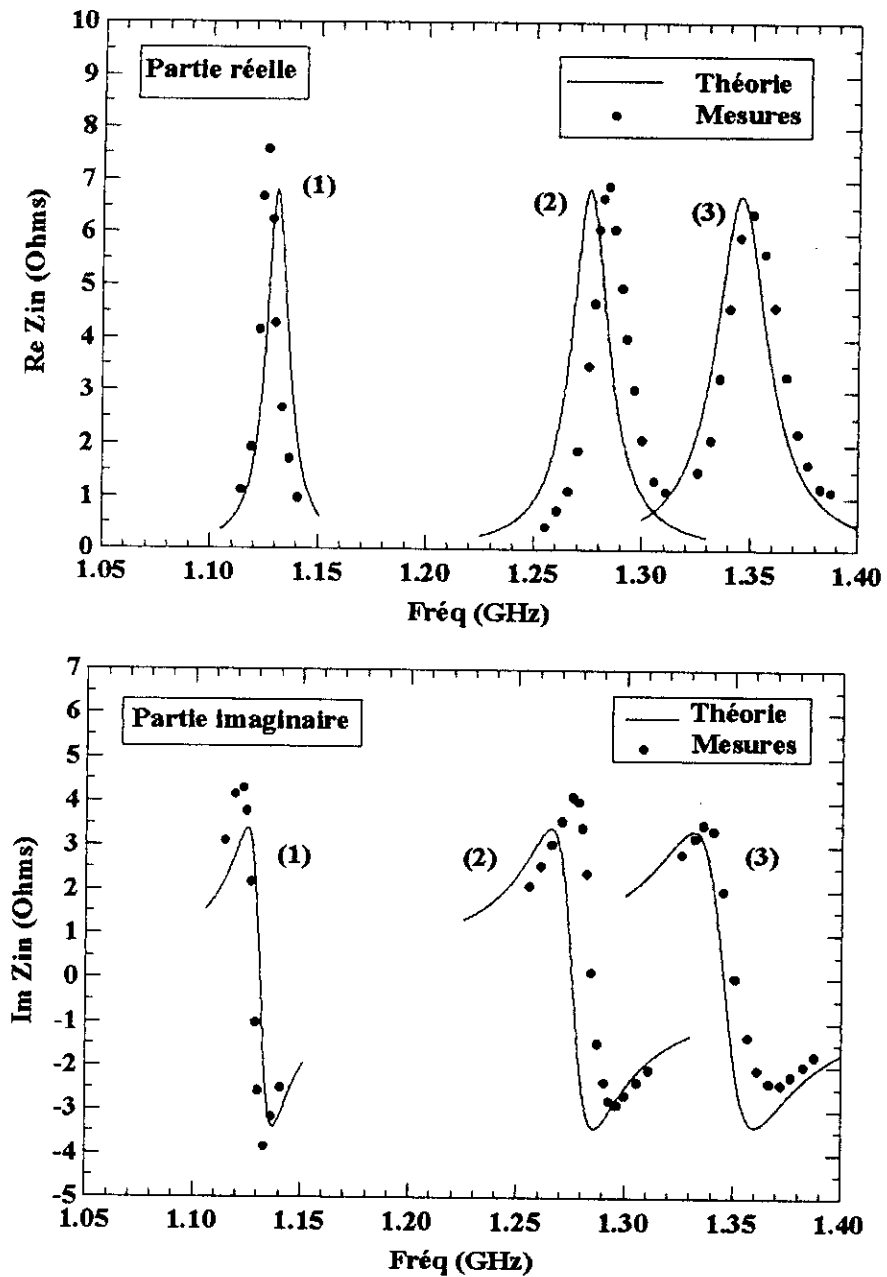 10
9
8
7
6
5
4
3
2
1
0
Re Zin (Ohms)
Partie réelle
Théorie
Mesures
(1)
(2)
(3)
1.05 1.10 1.15 1.20 1.25 1.30 1.35 1.40
Fréq (GHz)
7
6
5
4
3
2
1
0
-1
-2
-3
-4
-5
Im Zin (Ohms)
Partie imaginaire
Théorie
Mesures
(1)
(2)
(3)
1.05 1.10 1.15 1.20 1.25 1.30 1.35 1.40
Fréq (GHz)